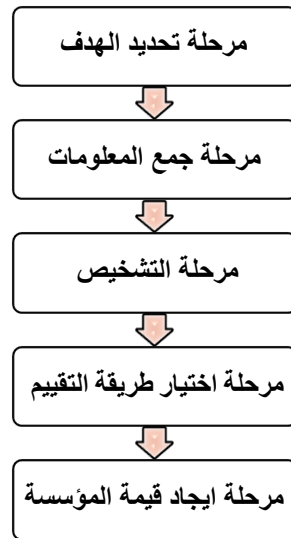 مرحلة تحديد الهدف
مرحلة جمع المعلومات
مرحلة التشخيص
مرحلة اختيار طريقة التقييم
مرحلة ايجاد قيمة المؤسسة